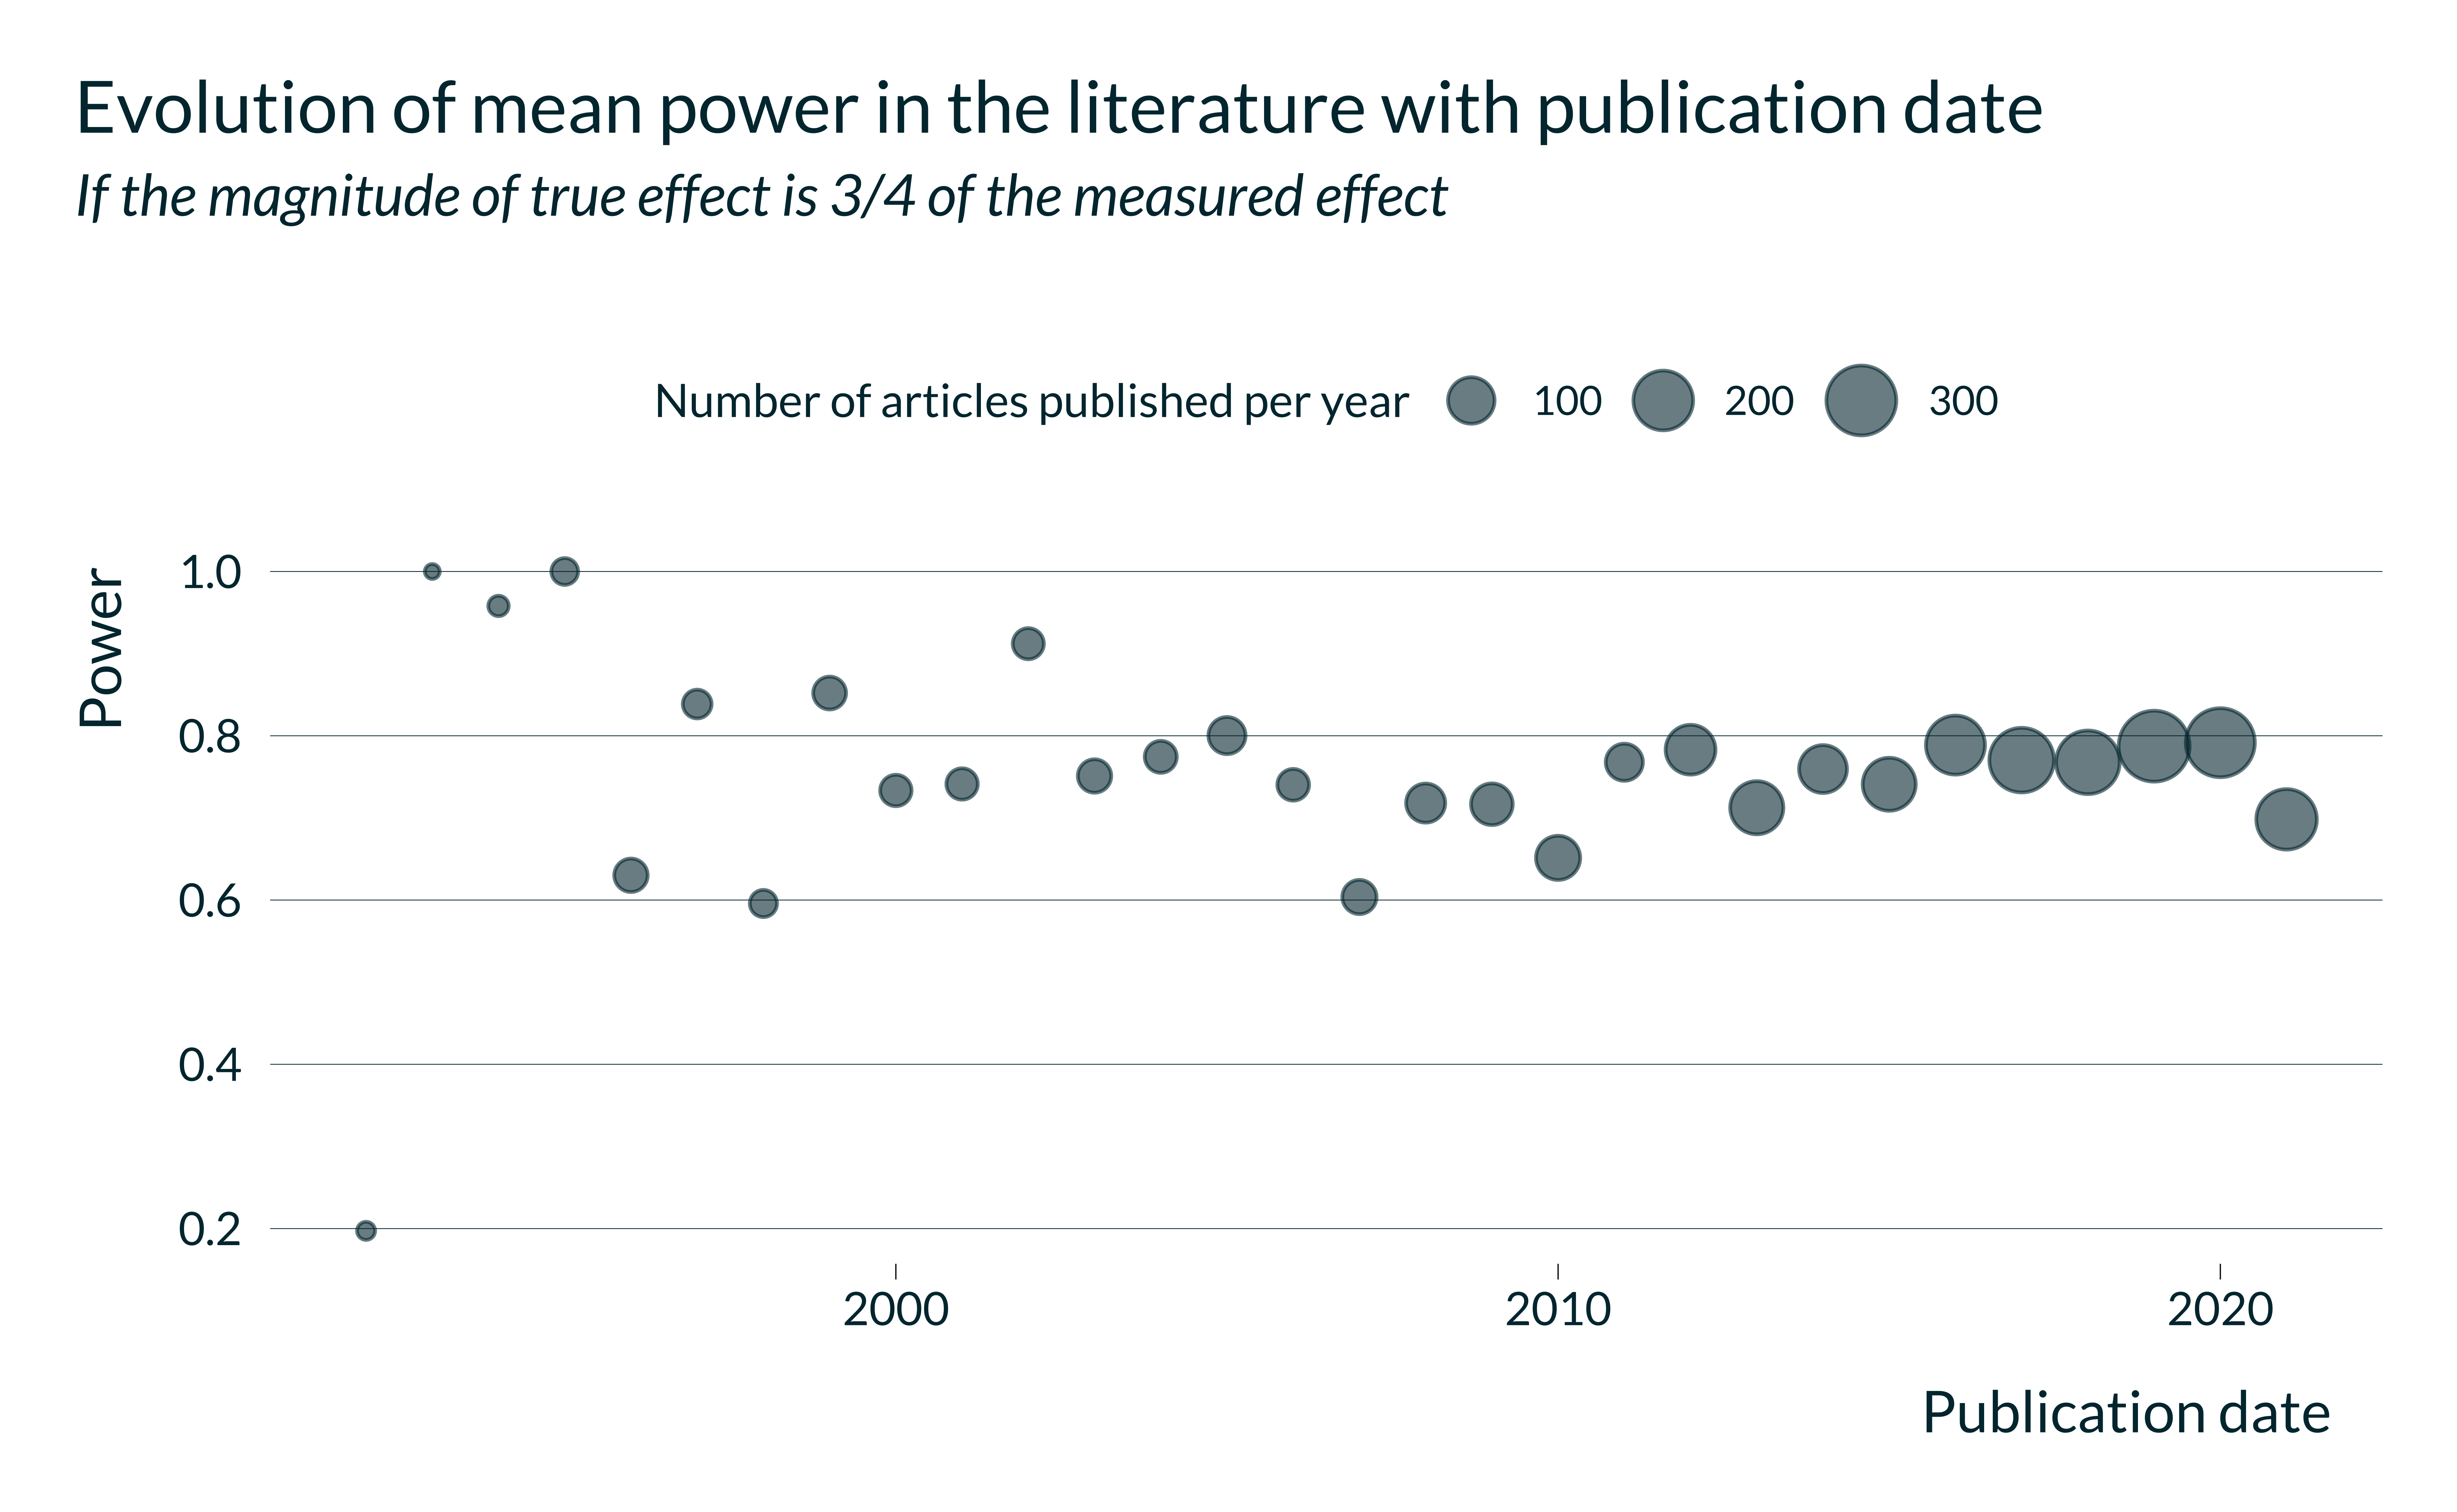 Evolution of mean power in the literature with publication date
If the magnitude of true effect is 3/4 of the measured effect
Number of articles published per year 100 200 300
Power
1.0
0.8
0.6
0.4
0.2
2000 2010 2020
Publication date